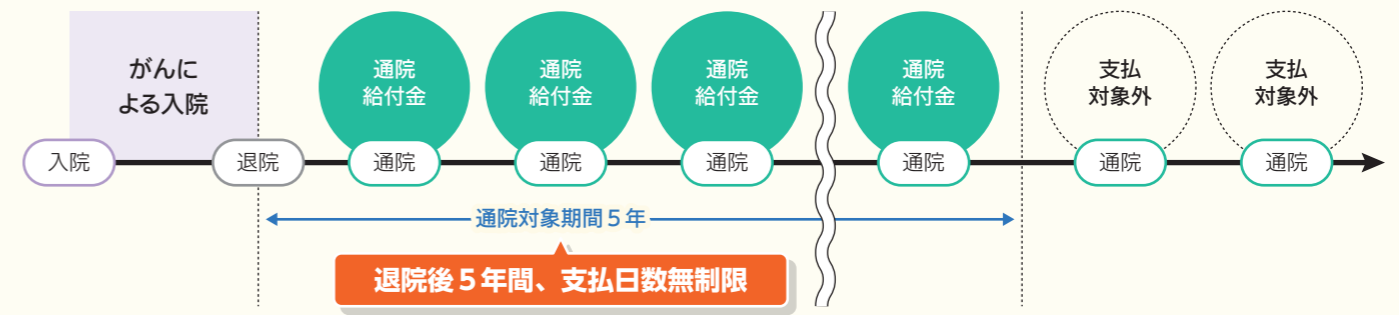 がんに
よる入院
通院
給付金
通院
給付金
通院
給付金
通院
給付金
支払
対象外
支払
対象外
入院
退院
通院
通院
通院
通院
通院
通院
通院対象期間5年
退院後5年間、支払日数無制限